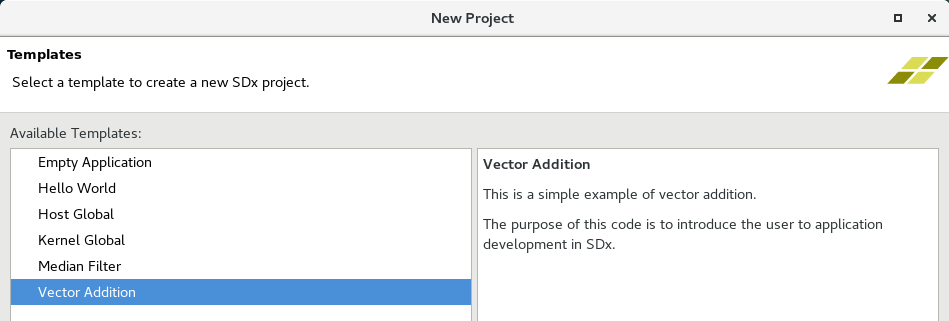 New Project
Templates
Select a template to create a new SDx project.
Available Templates:
Empty Application
Hello World
Host Global
Kernel Global
Median Filter
Vector Addition
Vector Addition
This is a simple example of vector addition.
The purpose of this code is to introduce the user to application
development in SDx.